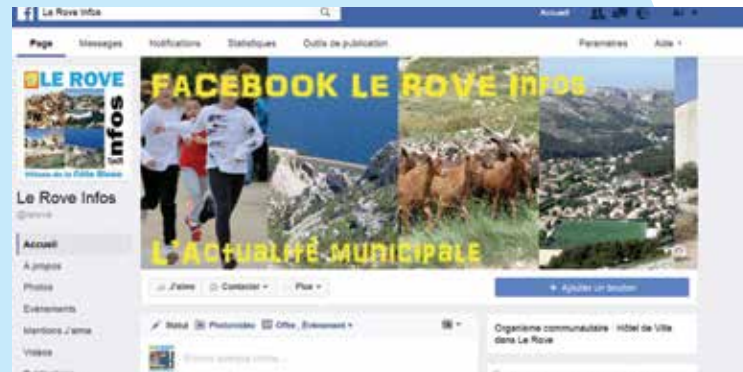 Le Rove Infos
Accueil
Page Messages Notifications Statistiques Outils de publication Paramètres Aide
LE ROVE
Infos
FACEBOOK LE ROVE Infos
L'Actualité municipale
Le Rove Infos
Accueil
À propos
Photos
Evènements
Mentions J'aime
Vidéos
J'aime Contacter Plus
+ Ajouter un bouton
Statut Photo/vidéo Offre, Évènement +
Organisme communautaire · Hôtel de Ville
dans Le Rove